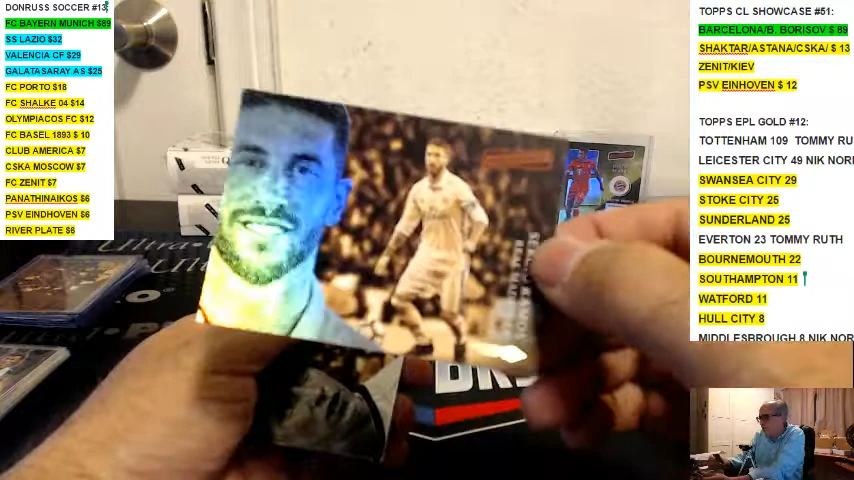 DONRUSS SOCCER #13:
FC BAYERN MUNICH $89
SS LAZIO $32
VALENCIA CF $29
GALATASARAY AS $25
FC PORTO $18
FC SHALKE 04 $14
OLYMPIACOS FC $12
FC BASEL 1893 $ 10
CLUB AMERICA $7
CSKA MOSCOW $7
FC ZENIT $7
PANATHINAIKOS $6
PSV EINDHOVEN $6
RIVER PLATE $6
TOPPS CL SHOWCASE #51:
BARCELONA/B. BORISOV $ 89
SHAKTAR/ASTANA/CSKA/ $ 13
ZENIT/KIEV
PSV EINHOVEN $ 12
TOPPS EPL GOLD #12:
TOTTENHAM 109 TOMMY RU
LEICESTER CITY 49 NIK NORI
SWANSEA CITY 29
STOKE CITY 25
SUNDERLAND 25
EVERTON 23 TOMMY RUTH
BOURNEMOUTH 22
SOUTHAMPTON 11
WATFORD 11
HULL CITY 8
MIDDLESBROUGH 8 NIK NOR